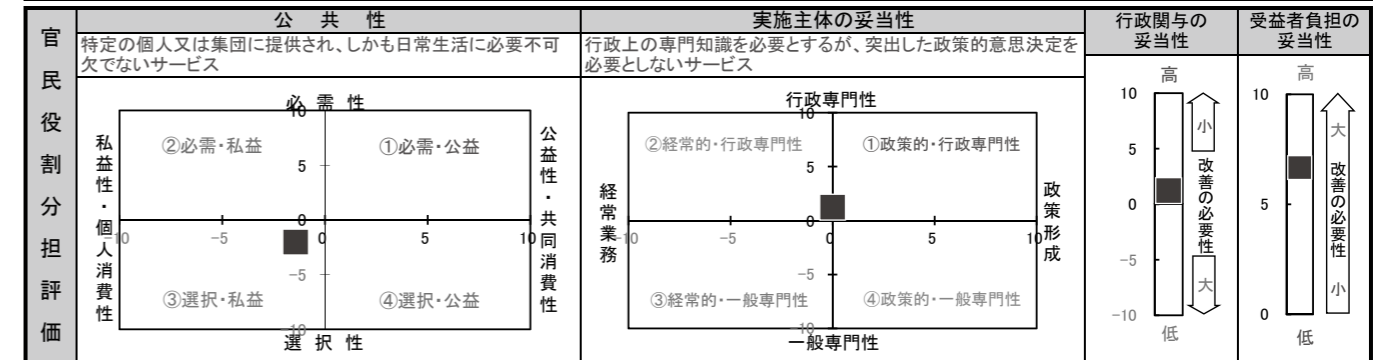 官民役割分担評価
公共性
特定の個人又は集団に提供され、しかも日常生活に必要不可
欠でないサービス
必需性
私益性・個人消費性
公益性・共同消費性
②必需・私益
①必需・公益
③選択・私益
④選択・公益
10
5
0
-5
-10
-10
-5
0
5
10
選択性
実施主体の妥当性
行政上の専門知識を必要とするが、突出した政策的意思決定を
必要としないサービス
行政専門性
経常業務
政策形成
②経常的・行政専門性
①政策的・行政専門性
③経常的・一般専門性
④政策的・一般専門性
10
5
0
-5
-10
-10
-5
0
5
10
一般専門性
行政関与の
妥当性
高
10
5
0
-5
-10
低
小
改善の必要性
大
受益者負担の
妥当性
高
10
5
0
低
大
改善の必要性
小